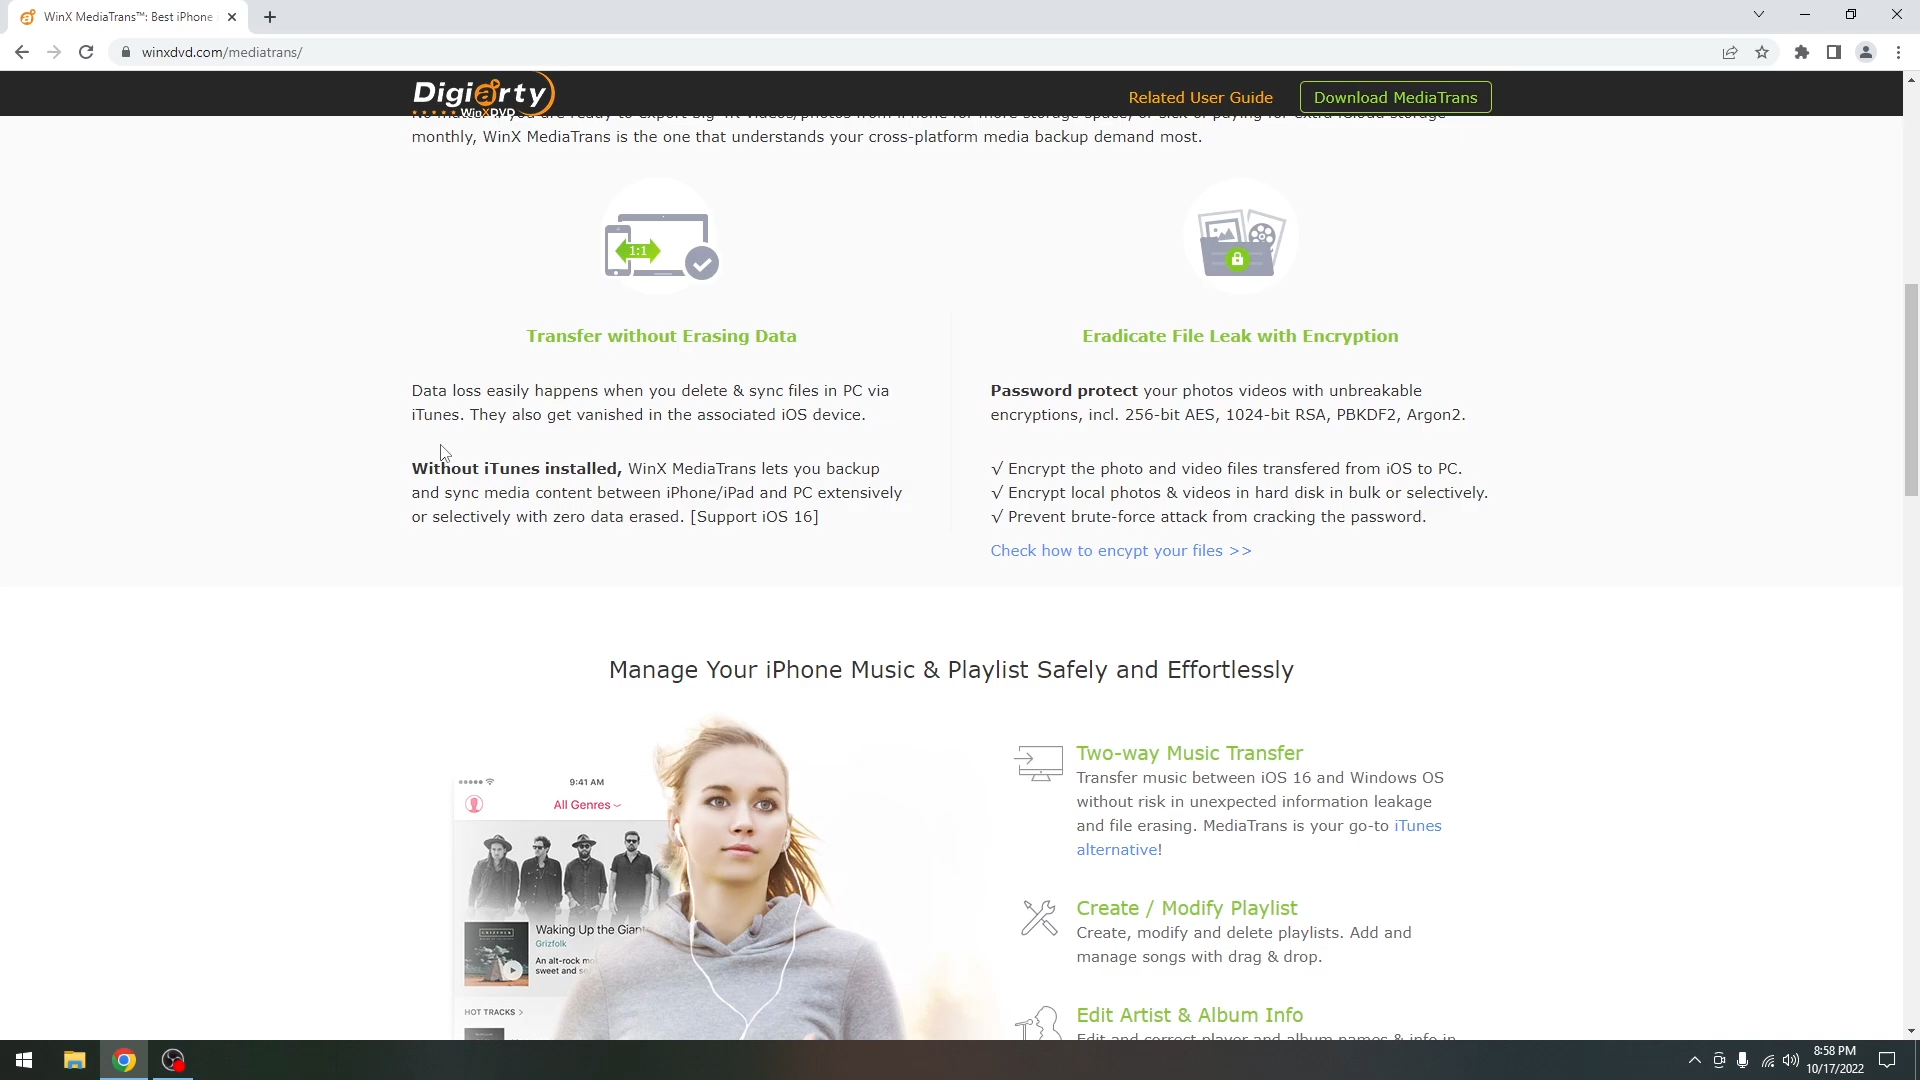 WinX MediaTrans™: Best iPhone
winxdvd.com/mediatrans/
Digiarty
WinXDVD
Related User Guide
Download MediaTrans
monthly, WinX MediaTrans is the one that understands your cross-platform media backup demand most.
1:1
Transfer without Erasing Data
Data loss easily happens when you delete & sync files in PC via
iTunes. They also get vanished in the associated iOS device.
Without iTunes installed, WinX MediaTrans lets you backup
and sync media content between iPhone/iPad and PC extensively
or selectively with zero data erased. [Support iOS 16]
Eradicate File Leak with Encryption
Password protect your photos videos with unbreakable
encryptions, incl. 256-bit AES, 1024-bit RSA, PBKDF2, Argon2.
√ Encrypt the photo and video files transfered from iOS to PC.
√ Encrypt local photos & videos in hard disk in bulk or selectively.
√ Prevent brute-force attack from cracking the password.
Check how to encypt your files >>
Manage Your iPhone Music & Playlist Safely and Effortlessly
9:41 AM
All Genres
Waking Up the Giant
Grizfolk
An alt-rock
sweet and
HOT TRACKS >
GRIZFOLK
Two-way Music Transfer
Transfer music between iOS 16 and Windows OS
without risk in unexpected information leakage
and file erasing. MediaTrans is your go-to iTunes
alternative!
Create / Modify Playlist
Create, modify and delete playlists. Add and
manage songs with drag & drop.
Edit Artist & Album Info
8:58 PM
10/17/2022